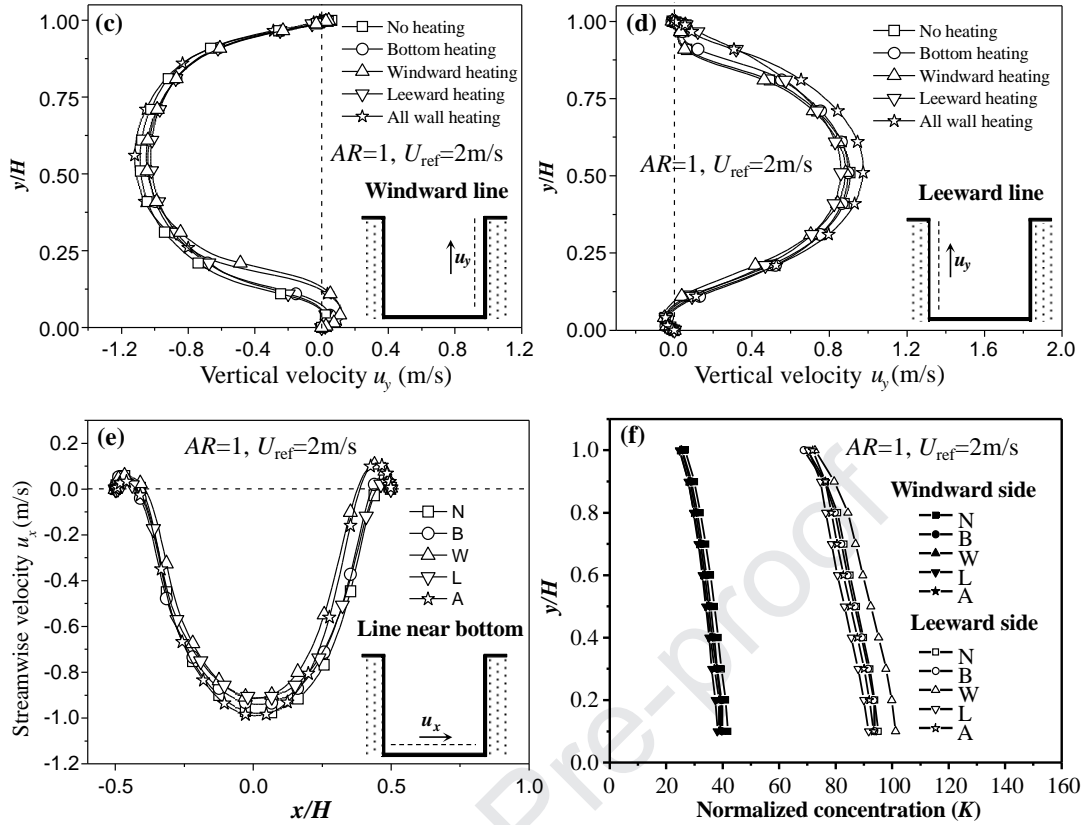 (c)
No heating
Bottom heating
Windward heating
Leeward heating
All wall heating
AR=1, Uref=2m/s
Windward line
uy
1.00
0.75
0.50
0.25
0.00
y/H
-1.2 -0.6 0.0 0.6 1.2
Vertical velocity uy (m/s)
(d)
No heating
Bottom heating
Windward heating
Leeward heating
All wall heating
AR=1, Uref=2m/s
Leeward line
uy
1.00
0.75
0.50
0.25
0.00
y/H
0.0 0.4 0.8 1.2 1.6 2.0
Vertical velocity uy (m/s)
(e)
AR=1, Uref=2m/s
N
B
W
L
A
Line near bottom
ux
0.2
0.0
-0.2
-0.4
-0.6
-0.8
-1.0
-1.2
Streamwise velocity ux (m/s)
-0.5 0.0 0.5 1.0
x/H
(f)
AR=1, Uref=2m/s
Windward side
N
B
W
L
A
Leeward side
N
B
W
L
A
1.0
0.8
0.6
0.4
0.2
0.0
y/H
0 20 40 60 80 100 120 140 160
Normalized concentration (K)
Pre-proof